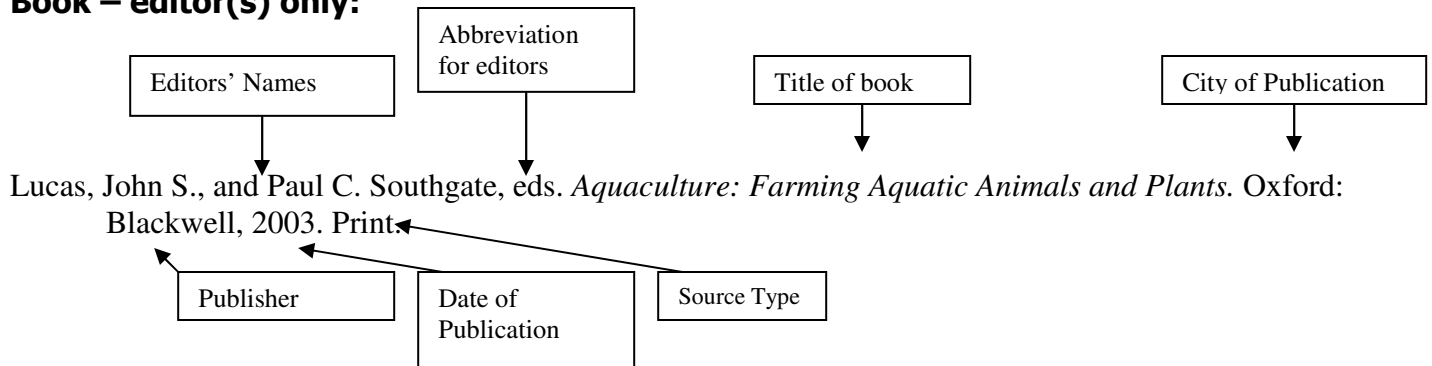 Book – editor(s) only:
Abbreviation
for editors
Editors’ Names
Title of book
City of Publication
Lucas, John S., and Paul C. Southgate, eds. Aquaculture: Farming Aquatic Animals and Plants. Oxford:
Blackwell, 2003. Print.
Publisher
Date of
Publication
Source Type